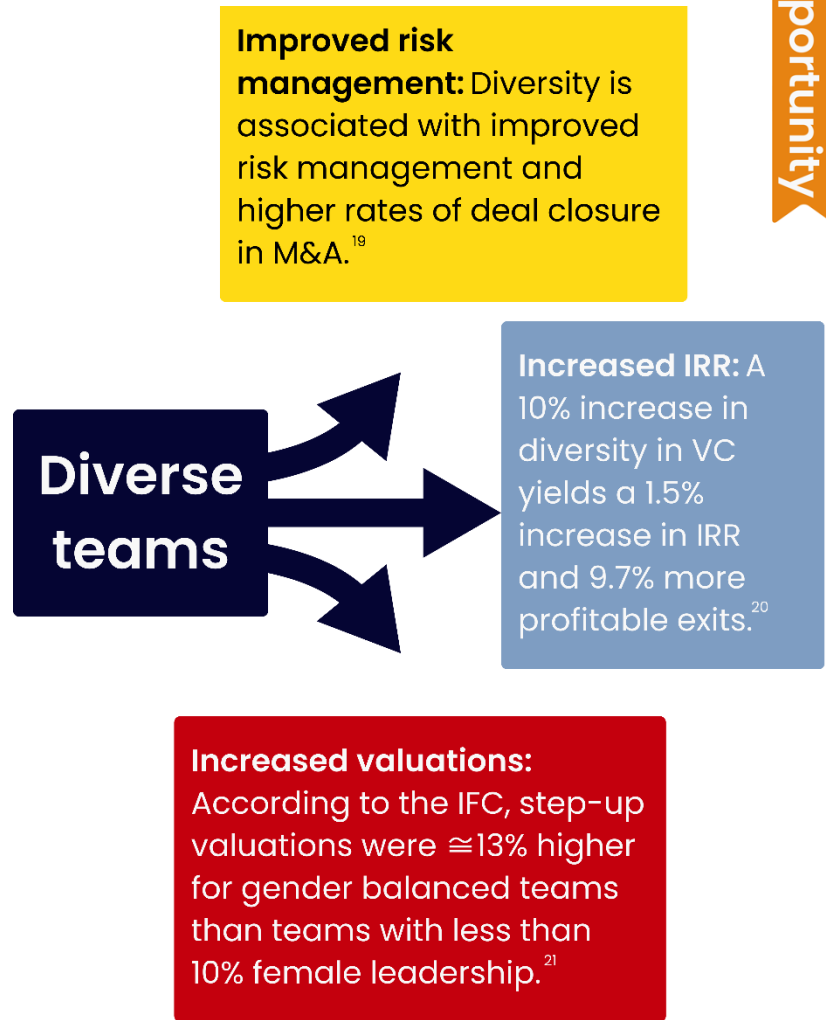 portunity
Improved risk
management: Diversity is
associated with improved
risk management and
higher rates of deal closure
in M&A.¹⁹
Diverse
teams
Increased IRR: A
10% increase in
diversity in VC
yields a 1.5%
increase in IRR
and 9.7% more
profitable exits.²⁰
Increased valuations:
According to the IFC, step-up
valuations were ≅13% higher
for gender balanced teams
than teams with less than
10% female leadership.²¹